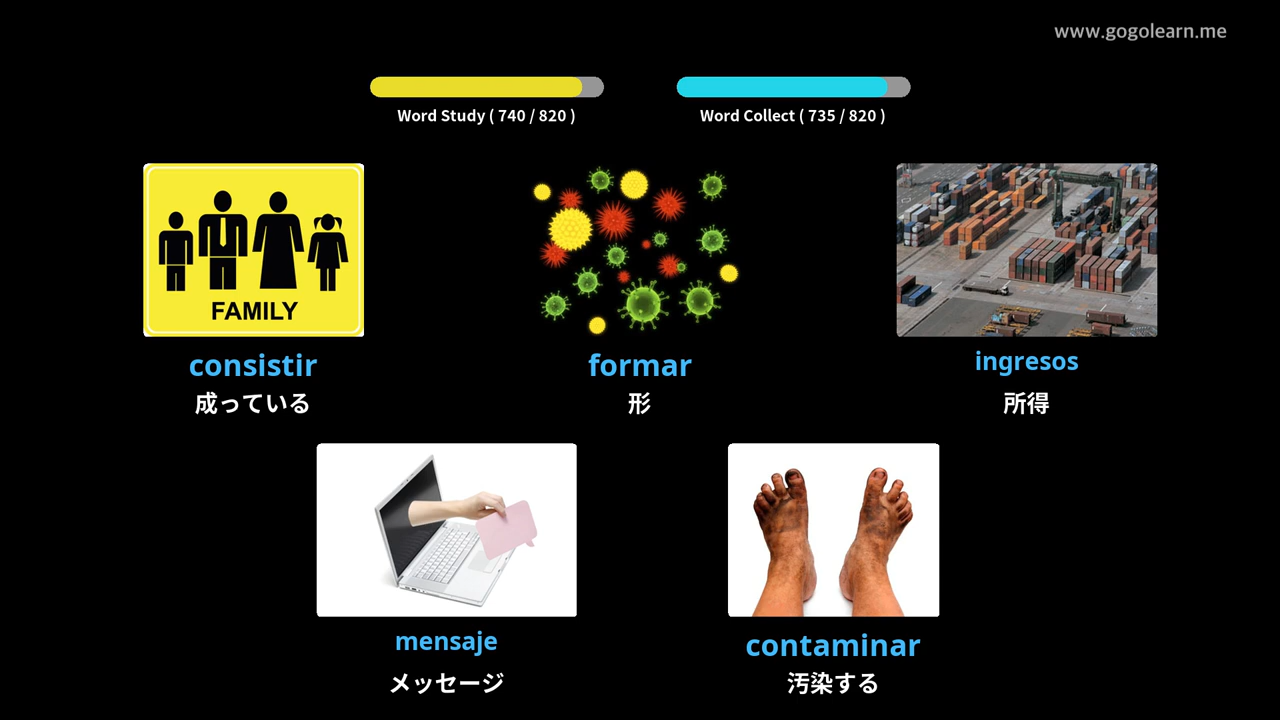 www.gogolearn.me
Word Study ( 740 / 820 )
Word Collect ( 735 / 820 )
FAMILY
consistir
成っている
formar
形
ingresos
所得
mensaje
メッセージ
contaminar
汚染する